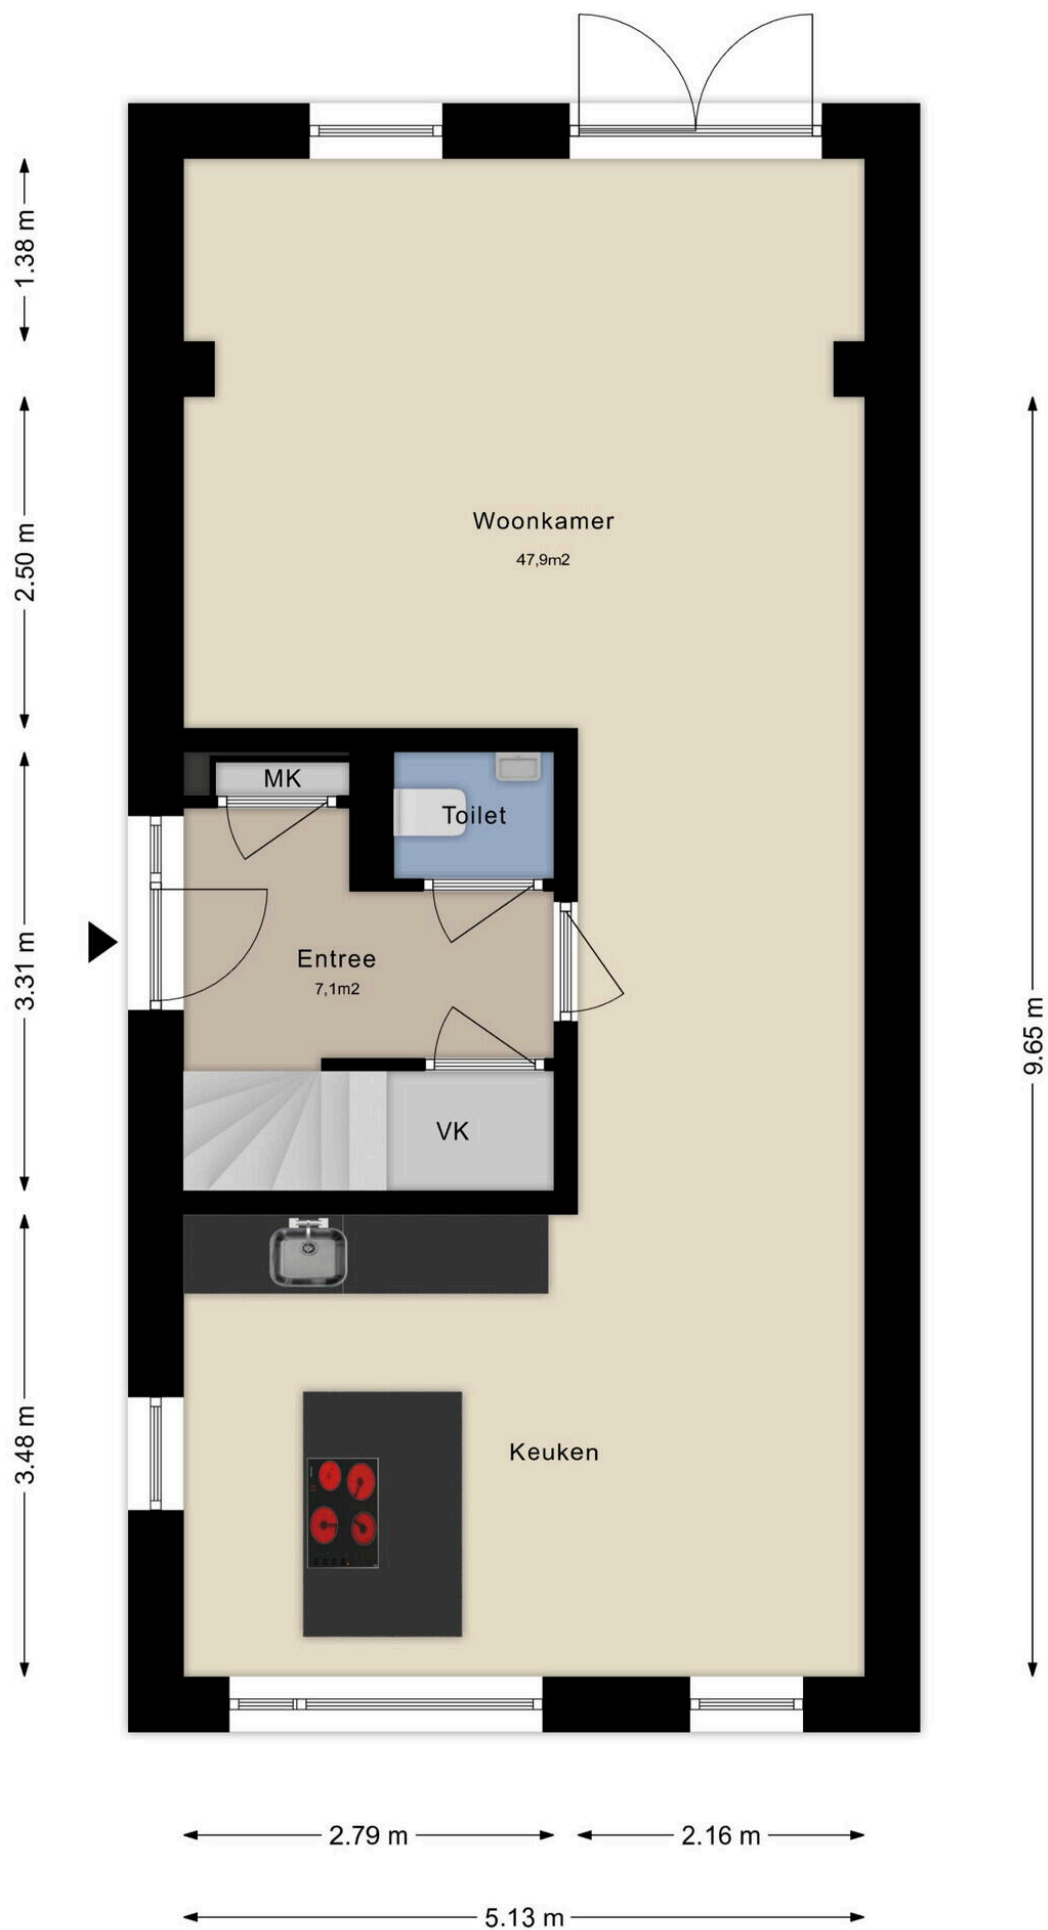 1.38 m
2.50 m
Woonkamer
47,9m2
MK
Toilet
3.31 m
Entree
7,1m2
9.65 m
VK
3.48 m
Keuken
2.79 m
2.16 m
5.13 m